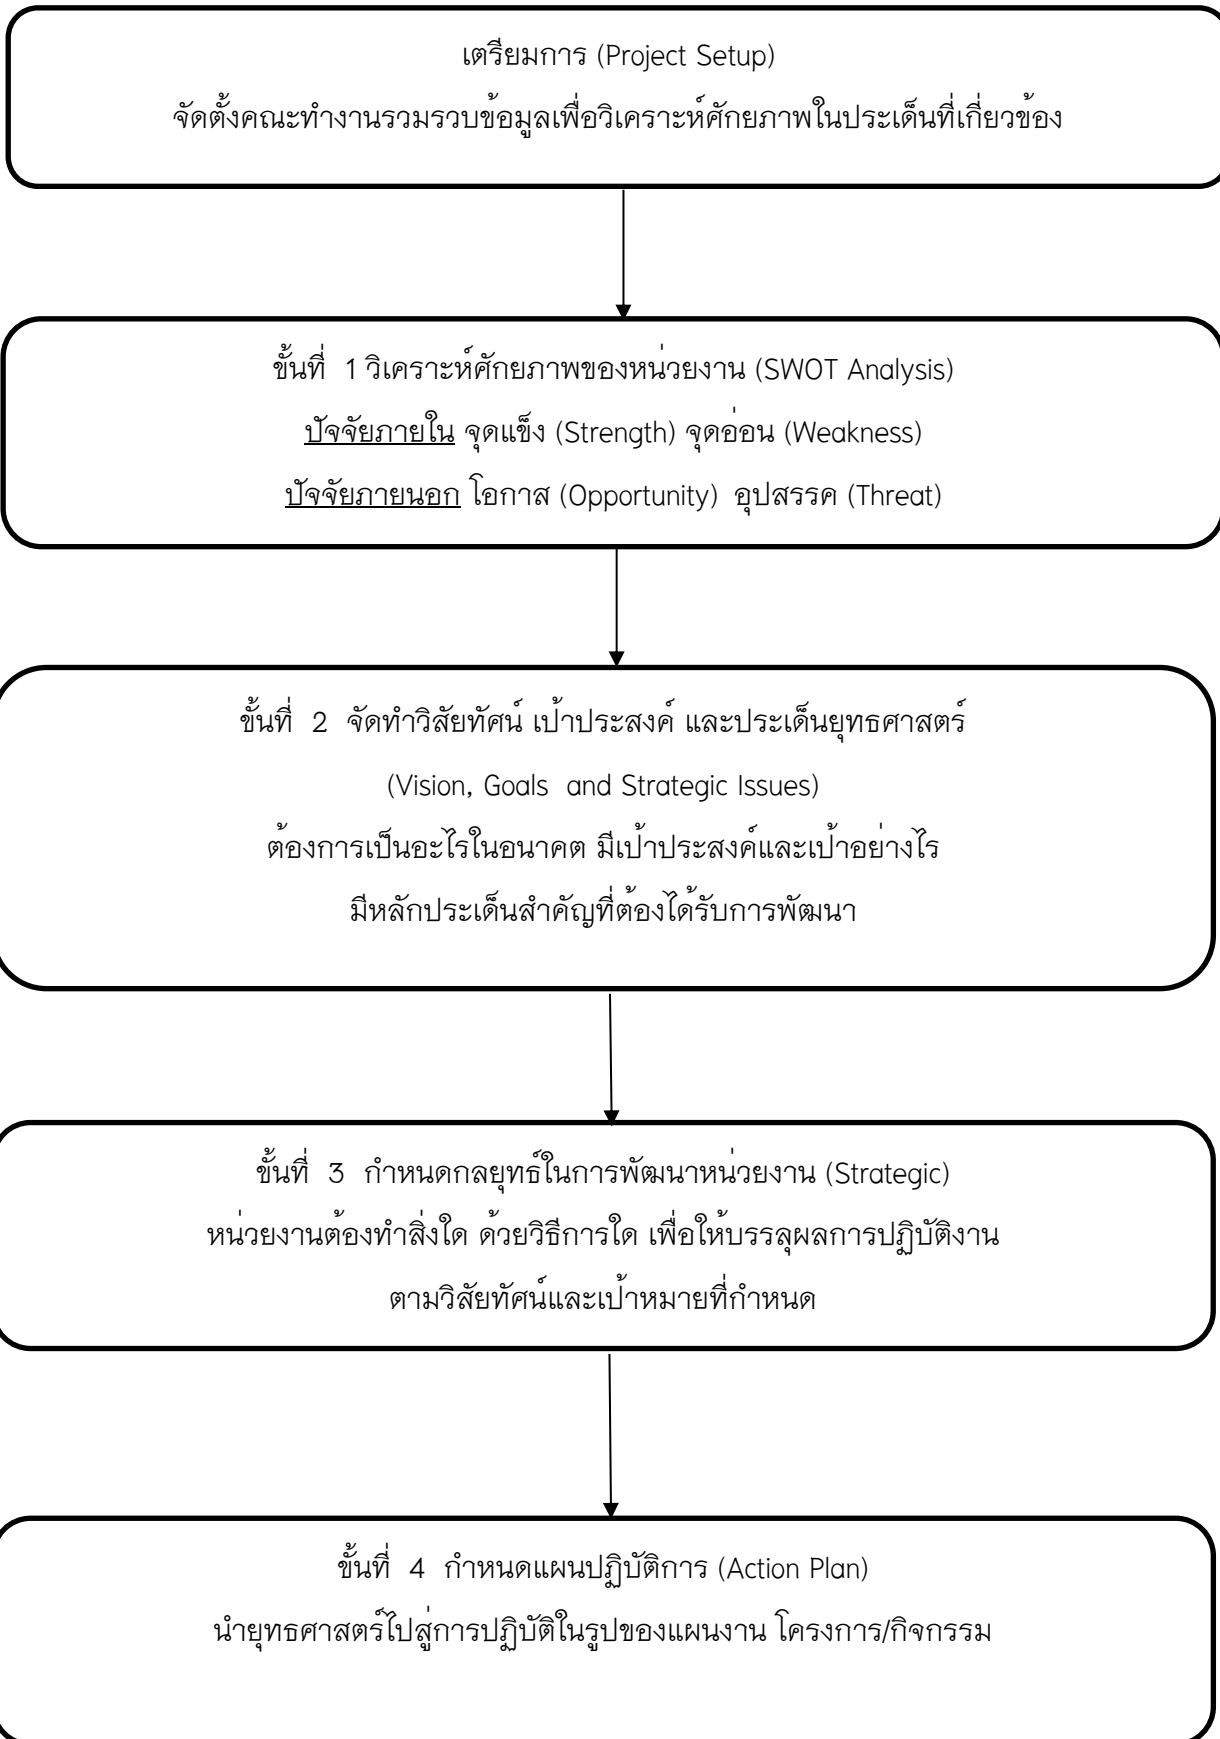 เตรียมการ (Project Setup)
จัดตั้งคณะทำงานรวมรวบข้อมูลเพื่อวิเคราะห์ศักยภาพในประเด็นที่เกี่ยวข้อง
ขั้นที่ 1 วิเคราะห์ศักยภาพของหน่วยงาน (SWOT Analysis)
ปัจจัยภายใน จุดแข็ง (Strength) จุดอ่อน (Weakness)
ปัจจัยภายนอก โอกาส (Opportunity) อุปสรรค (Threat)
ขั้นที่ 2 จัดทำวิสัยทัศน์ เป้าประสงค์ และประเด็นยุทธศาสตร์
(Vision, Goals and Strategic Issues)
ต้องการเป็นอะไรในอนาคต มีเป้าประสงค์และเป้าอย่างไร
มีหลักประเด็นสำคัญที่ต้องได้รับการพัฒนา
ขั้นที่ 3 กำหนดกลยุทธ์ในการพัฒนาหน่วยงาน (Strategic)
หน่วยงานต้องทำสิ่งใด ด้วยวิธีการใด เพื่อให้บรรลุผลการปฏิบัติงาน
ตามวิสัยทัศน์และเป้าหมายที่กำหนด
ขั้นที่ 4 กำหนดแผนปฏิบัติการ (Action Plan)
นำยุทธศาสตร์ไปสู่การปฏิบัติในรูปของแผนงาน โครงการ/กิจกรรม